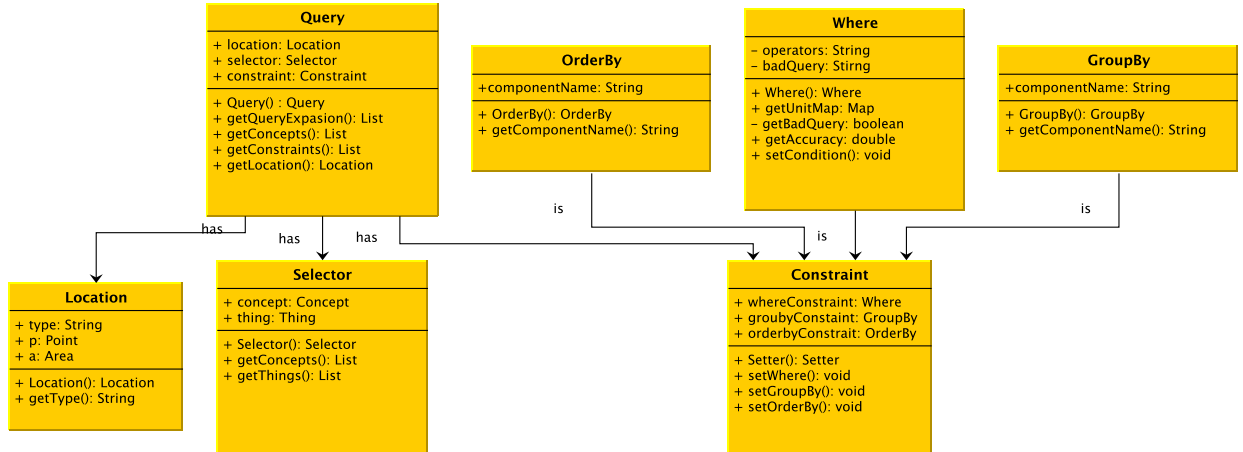 Query
+ location: Location
+ selector: Selector
+ constraint: Constraint
+ Query() : Query
+ getQueryExpasion(): List
+ getConcepts(): List
+ getConstraints(): List
+ getLocation(): Location
OrderBy
+componentName: String
+ OrderBy(): OrderBy
+ getComponentName(): String
Where
– operators: String
– badQuery: Stirng
+ Where(): Where
+ getUnitMap: Map
– getBadQuery: boolean
+ getAccuracy: double
+ setCondition(): void
GroupBy
+componentName: String
+ GroupBy(): GroupBy
+ getComponentName(): String
has
has
has
is
is
is
Location
+ type: String
+ p: Point
+ a: Area
+ Location(): Location
+ getType(): String
Selector
+ concept: Concept
+ thing: Thing
+ Selector(): Selector
+ getConcepts(): List
+ getThings(): List
Constraint
+ whereConstraint: Where
+ groubyConstaint: GroupBy
+ orderbyConstrait: OrderBy
+ Setter(): Setter
+ setWhere(): void
+ setGroupBy(): void
+ setOrderBy(): void